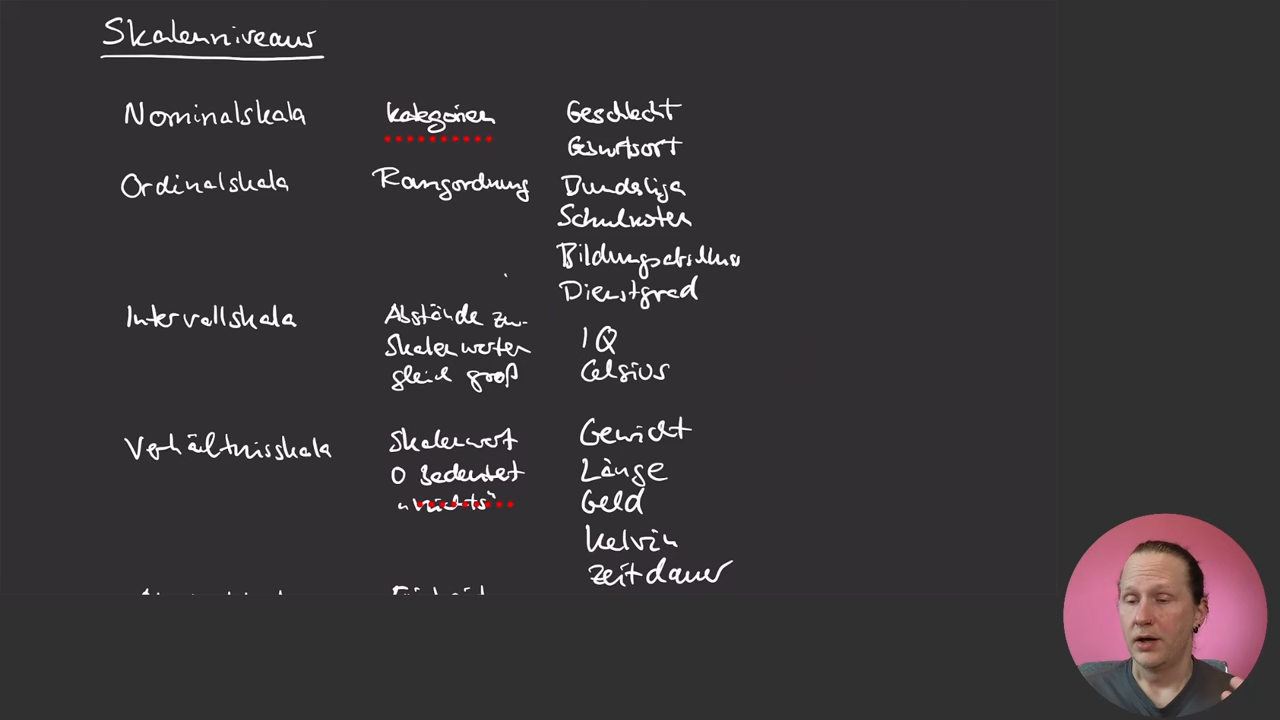 Skalenniveaus
Nominalskala Kategorien Geschlecht
Geburtsort
Ordinalskala Rangordnung Bundesliga
Schulnoten
Bildungsabschluss
Dienstgrad
Intervallskala Abstände zw.
Skalenwerten IQ
gleich groß Celsius
Verhältnisskala Skalenwert Gewicht
0 bedeutet Länge
"nichts" Geld
Kelvin
Zeitdauer